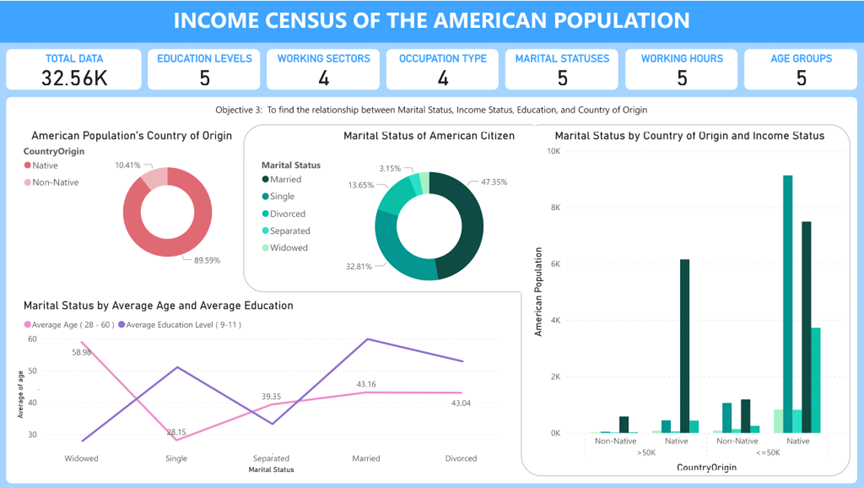 INCOME CENSUS OF THE AMERICAN POPULATION
TOTAL DATA
32.56K
EDUCATION LEVELS
5
WORKING SECTORS
4
OCCUPATION TYPE
4
MARITAL STATUSES
5
WORKING HOURS
5
AGE GROUPS
5
Objective 3: To find the relationship between Marital Status, Income Status, Education, and Country of Origin
American Population's Country of Origin
CountryOrigin
Native
Non-Native
10.41%
89.59%
Marital Status of American Citizen
Marital Status
Married
Single
Divorced
Separated
Widowed
3.15%
13.65%
47.35%
32.81%
Marital Status by Country of Origin and Income Status
10K
8K
6K
4K
2K
0K
American Population
Non-Native
Native
Non-Native
Native
>50K
<=50K
CountryOrigin
Marital Status by Average Age and Average Education
Average Age ( 28 - 60 )
Average Education Level ( 9-11 )
60
50
40
30
Average of age
58.98
28.15
39.35
43.16
43.04
Widowed
Single
Separated
Married
Divorced
Marital Status